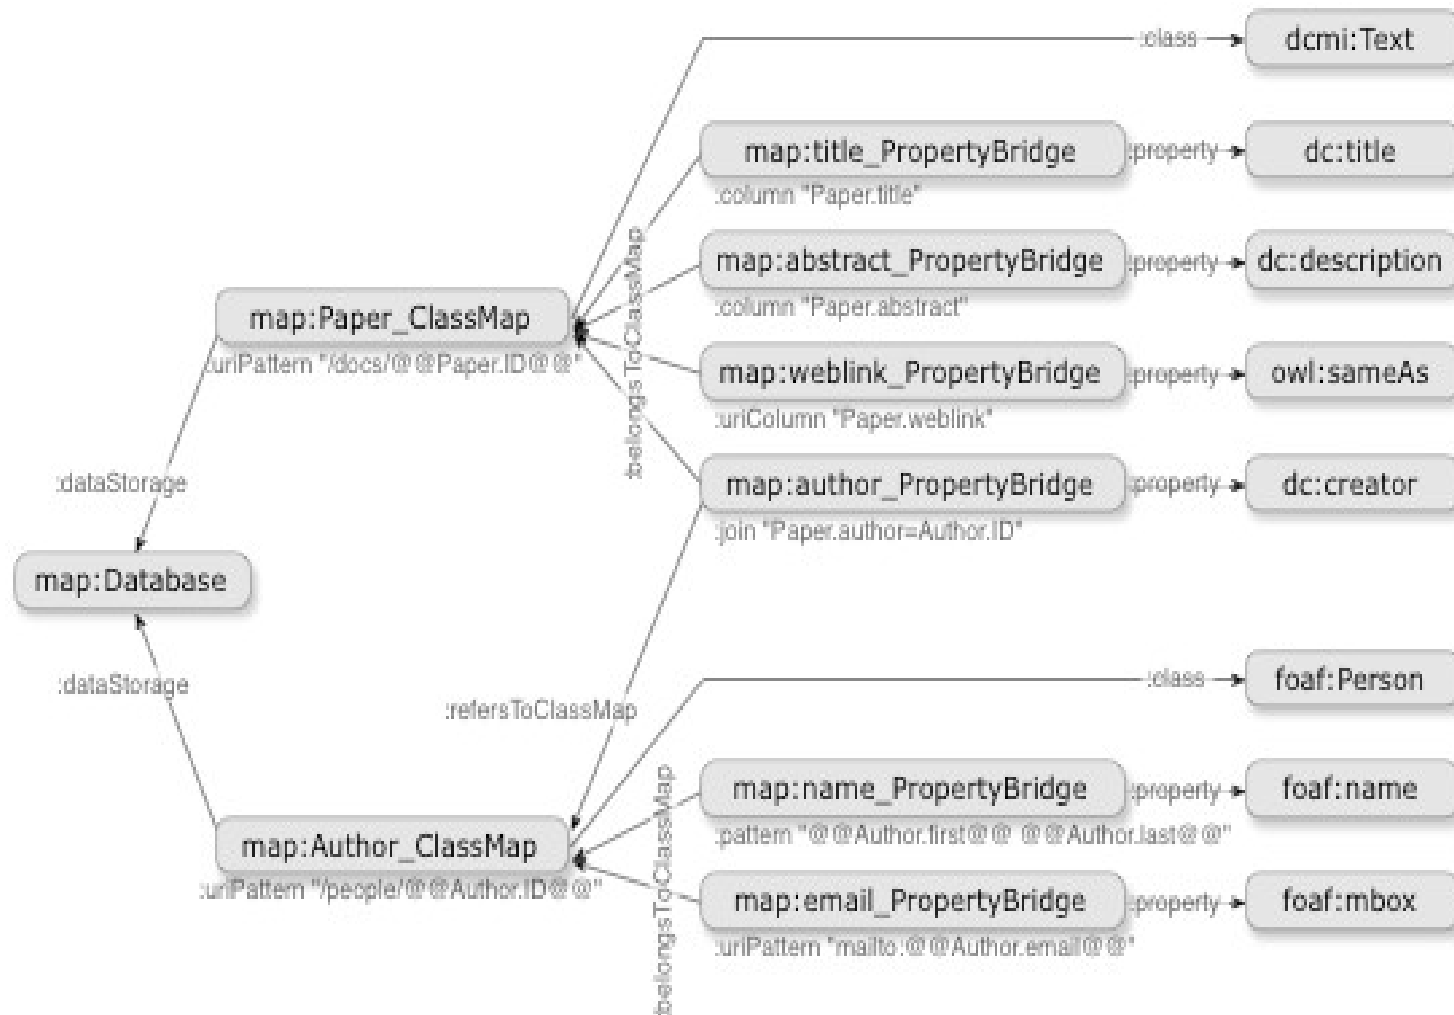 :class
dcmi:Text
map:title_PropertyBridge
:property
dc:title
:column "Paper.title"
map:abstract_PropertyBridge
:property
dc:description
:column "Paper.abstract"
:belongsToClassMap
map:Paper_ClassMap
:uriPattern "/docs/@@Paper.ID@@"
map:weblink_PropertyBridge
:property
owl:sameAs
:uriColumn "Paper.weblink"
:dataStorage
map:author_PropertyBridge
:property
dc:creator
:join "Paper.author=Author.ID"
map:Database
:dataStorage
:refersToClassMap
:class
foaf:Person
map:name_PropertyBridge
:property
foaf:name
:pattern "@@Author.first@@ @@Author.last@@"
map:Author_ClassMap
:uriPattern "/people/@@Author.ID@@"
:belongsToClassMap
map:email_PropertyBridge
:property
foaf:mbox
:uriPattern "mailto:@@Author.email@@"